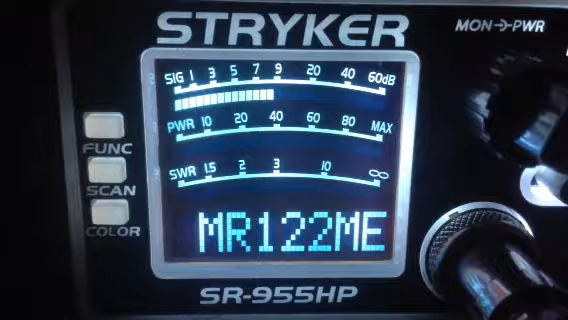 STRYKER
MON PWR
SIG 1 3 5 7 9 20 40 60dB
PWR 10 20 40 60 80 MAX
SWR 1.5 2 3 10 ∞
FUNC
SCAN
COLOR
MR122ME
SR-955HP